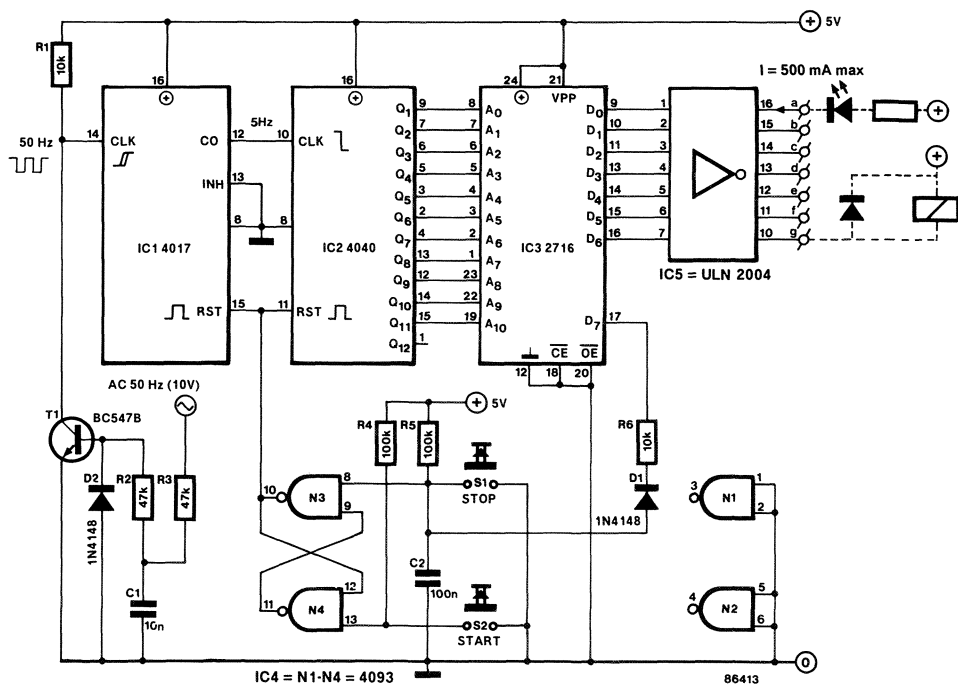 5V
R1
10k
16
16
24
21
VPP
I = 500 mA max
50 Hz
14
CLK
CO
12
5Hz
10
CLK
INH
13
8
8
IC1 4017
IC2 4040
IC3 2716
15
RST
11
RST
Q1 9 8 A0
Q2 7 7 A1
Q3 6 6 A2
Q4 5 5 A3
Q5 3 4 A4
Q6 2 3 A5
Q7 4 2 A6
Q8 13 1 A7
Q9 12 23 A8
Q10 14 22 A9
Q11 15 19 A10
Q12 1
D0 9 1
D1 10 2
D2 11 3
D3 13 4
D4 14 5
D5 15 6
D6 16 7
D7 17
16 a
15 b
14 c
13 d
12 e
11 f
10 g
IC5 = ULN 2004
CE
OE
12
18
20
AC 50 Hz (10V)
T1
BC547B
D2
1N4148
R2
47k
R3
47k
C1
10n
5V
R4
100k
R5
100k
10
N3
8
9
S1
STOP
11
N4
12
13
C2
100n
S2
START
R6
10k
D1
1N4148
3
N1
1
2
4
N2
5
6
0
IC4 = N1-N4 = 4093
86413